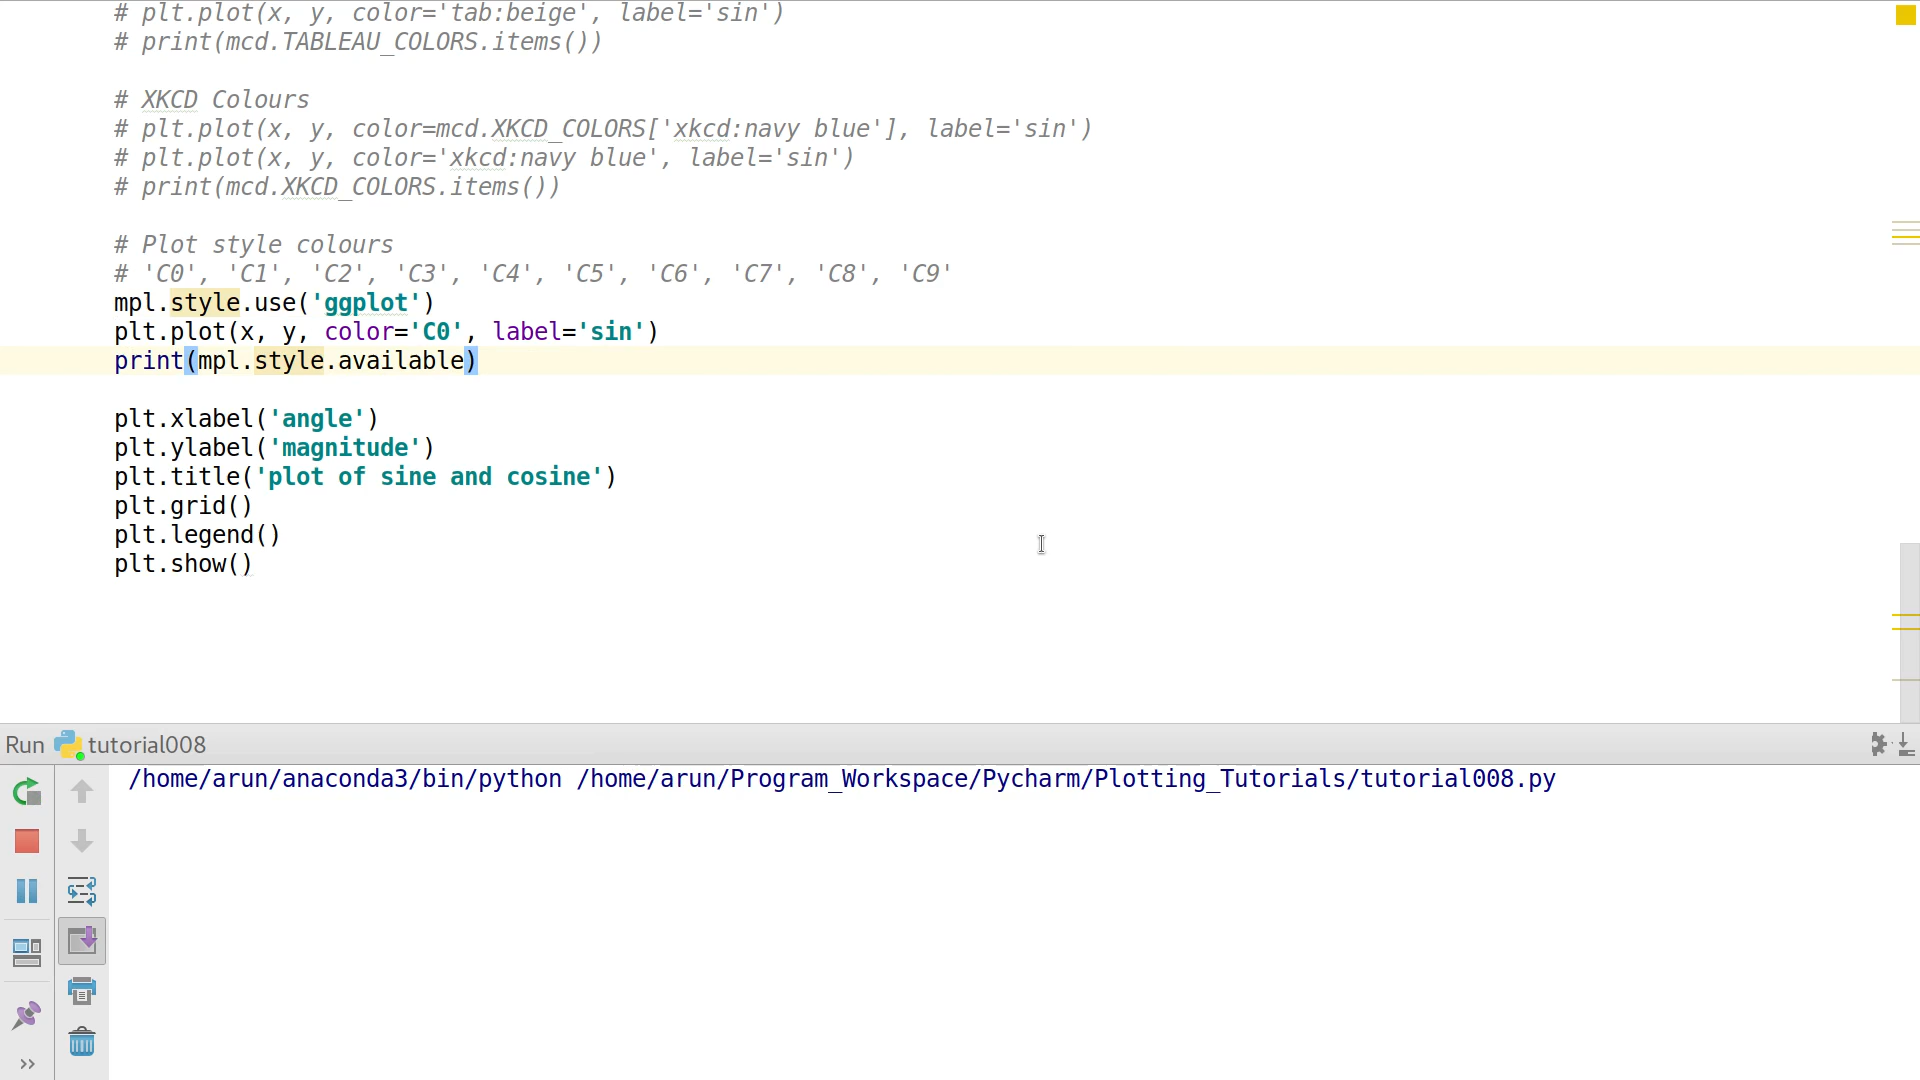 # plt.plot(x, y, color='tab:beige', label='sin')
# print(mcd.TABLEAU_COLORS.items())
# XKCD Colours
# plt.plot(x, y, color=mcd.XKCD_COLORS['xkcd:navy blue'], label='sin')
# plt.plot(x, y, color='xkcd:navy blue', label='sin')
# print(mcd.XKCD_COLORS.items())
# Plot style colours
# 'C0', 'C1', 'C2', 'C3', 'C4', 'C5', 'C6', 'C7', 'C8', 'C9'
mpl.style.use('ggplot')
plt.plot(x, y, color='C0', label='sin')
print(mpl.style.available)
plt.xlabel('angle')
plt.ylabel('magnitude')
plt.title('plot of sine and cosine')
plt.grid()
plt.legend()
plt.show()
Run tutorial008
/home/arun/anaconda3/bin/python /home/arun/Program_Workspace/Pycharm/Plotting_Tutorials/tutorial008.py